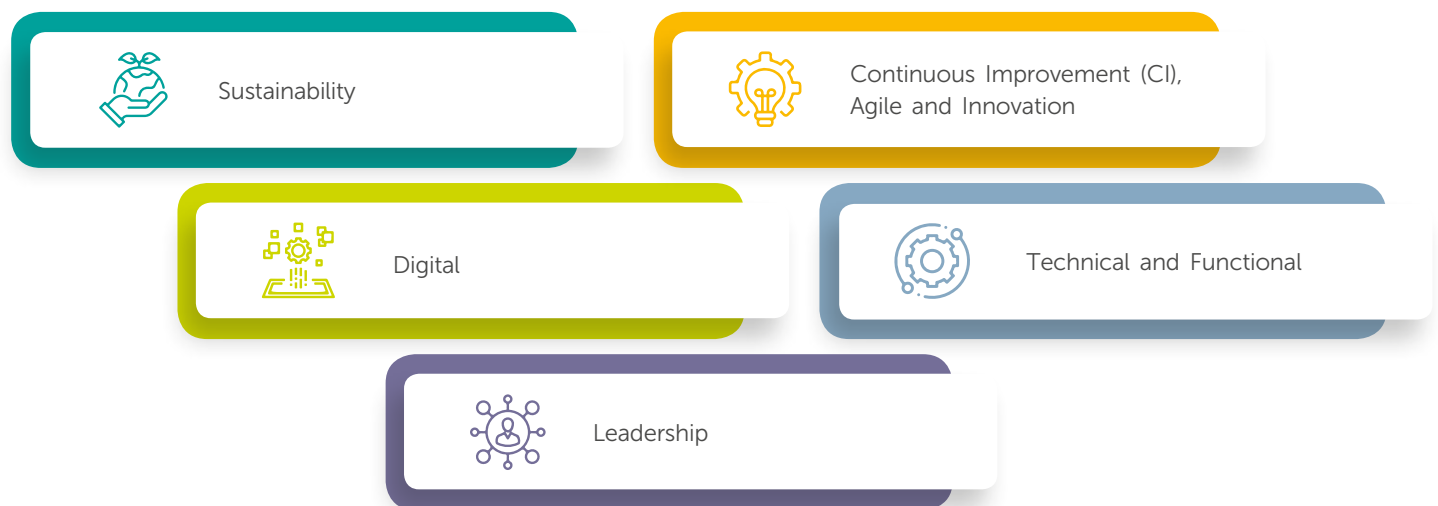 Sustainability
Continuous Improvement (CI),
Agile and Innovation
Digital
Technical and Functional
Leadership